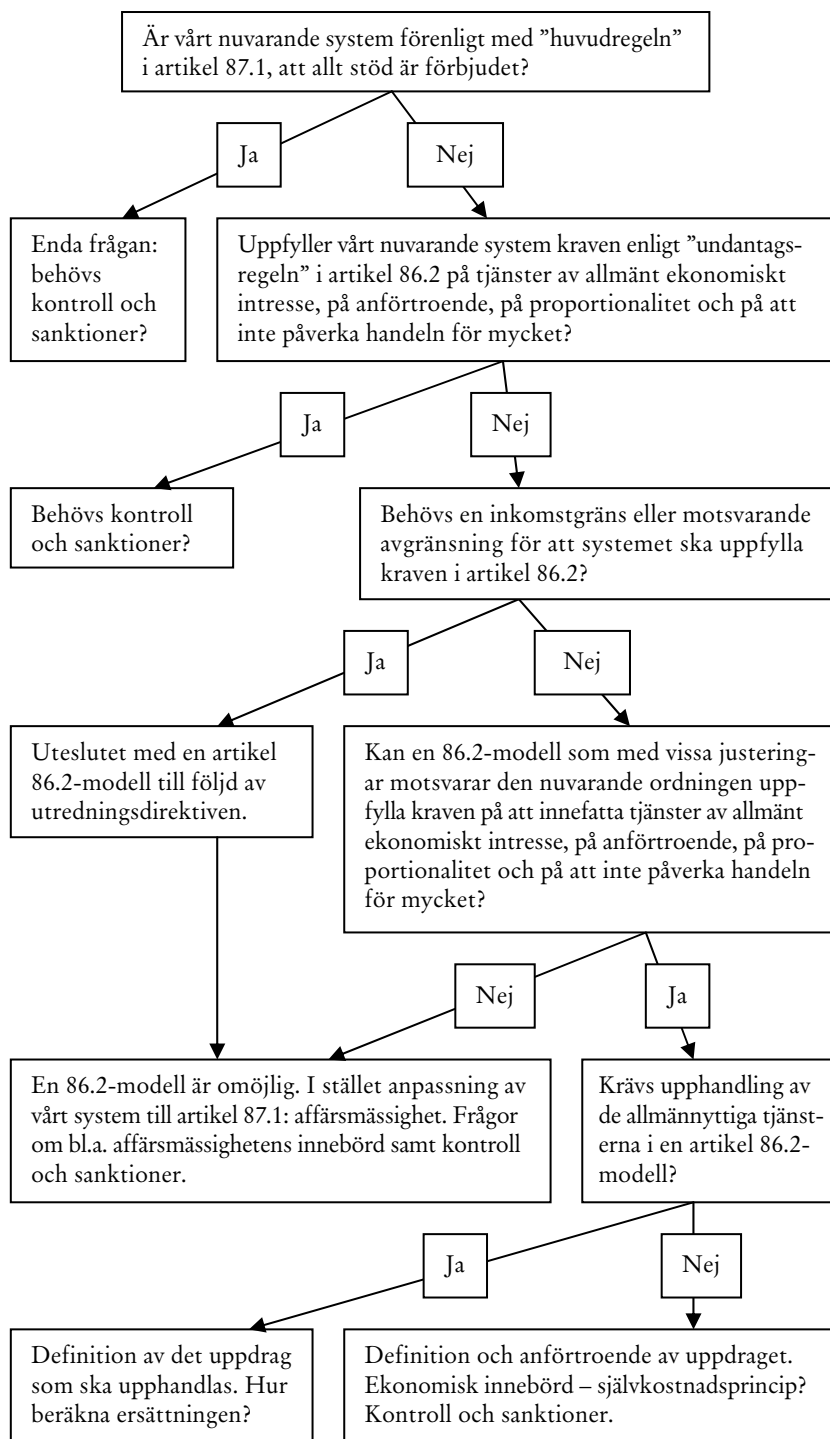 Är vårt nuvarande system förenligt med ”huvudregeln”
i artikel 87.1, att allt stöd är förbjudet?
Ja
Nej
Enda frågan:
behövs
kontroll och
sanktioner?
Uppfyller vårt nuvarande system kraven enligt ”undantags-
regeln” i artikel 86.2 på tjänster av allmänt ekonomiskt
intresse, på anförtroende, på proportionalitet och på att
inte påverka handeln för mycket?
Ja
Nej
Behövs kontroll
och sanktioner?
Behövs en inkomstgräns eller motsvarande
avgränsning för att systemet ska uppfylla
kraven i artikel 86.2?
Ja
Nej
Uteslutet med en artikel
86.2-modell till följd av
utredningsdirektiven.
Kan en 86.2-modell som med vissa justering-
ar motsvarar den nuvarande ordningen upp-
fylla kraven på att innefatta tjänster av allmänt
ekonomiskt intresse, på anförtroende, på pro-
portionalitet och på att inte påverka handeln
för mycket?
Nej
Ja
En 86.2-modell är omöjlig. I stället anpassning av
vårt system till artikel 87.1: affärsmässighet. Frågor
om bl.a. affärsmässighetens innebörd samt kontroll
och sanktioner.
Krävs upphandling av
de allmännyttiga tjänst-
erna i en artikel 86.2-
modell?
Ja
Nej
Definition av det uppdrag
som ska upphandlas. Hur
beräkna ersättningen?
Definition och anförtroende av uppdraget.
Ekonomisk innebörd – självkostnadsprincip?
Kontroll och sanktioner.